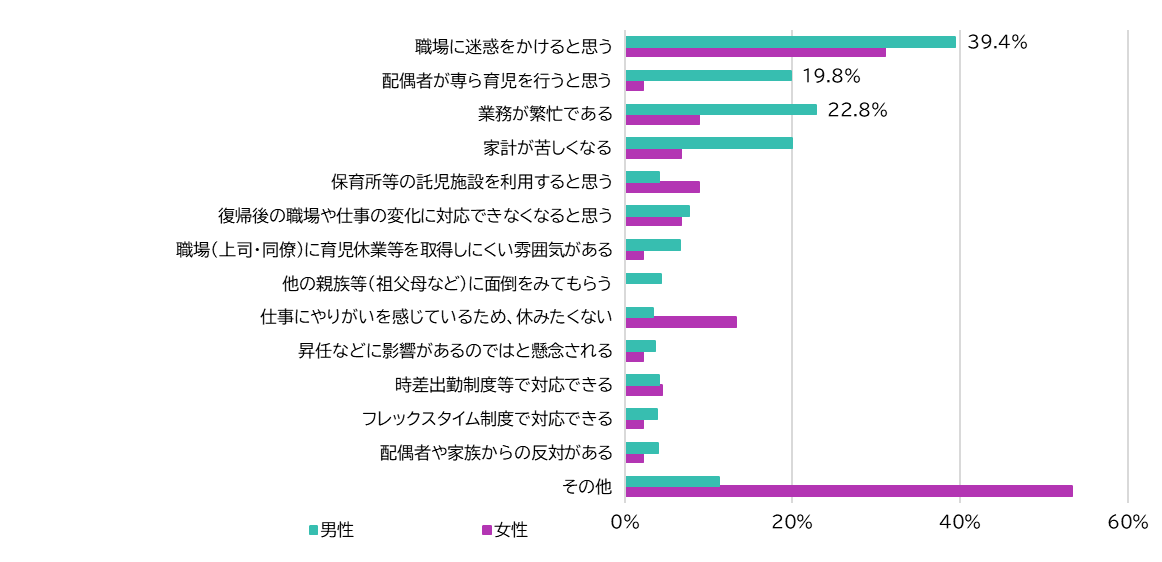 職場に迷惑をかけると思う
39.4%
配偶者が専ら育児を行うと思う
19.8%
業務が繁忙である
22.8%
家計が苦しくなる
保育所等の託児施設を利用すると思う
復帰後の職場や仕事の変化に対応できなくなると思う
職場（上司・同僚）に育児休業等を取得しにくい雰囲気がある
他の親族等（祖父母など）に面倒をみてもらう
仕事にやりがいを感じているため、休みたくない
昇任などに影響があるのではと懸念される
時差出勤制度等で対応できる
フレックスタイム制度で対応できる
配偶者や家族からの反対がある
その他
0%
20%
40%
60%
男性
女性